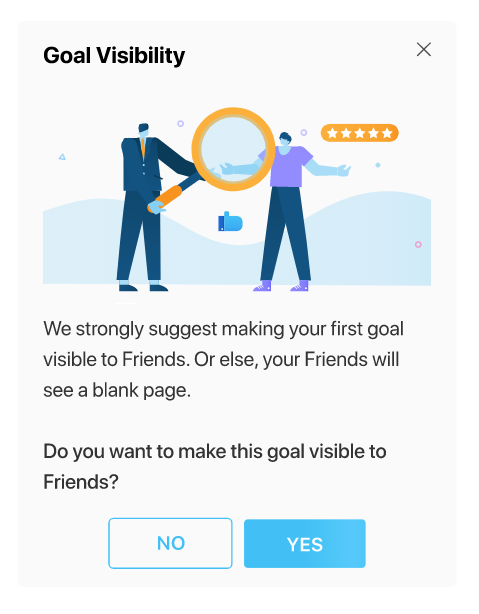 Goal Visibility
We strongly suggest making your first goal
visible to Friends. Or else, your Friends will
see a blank page.
Do you want to make this goal visible to
Friends?
NO
YES